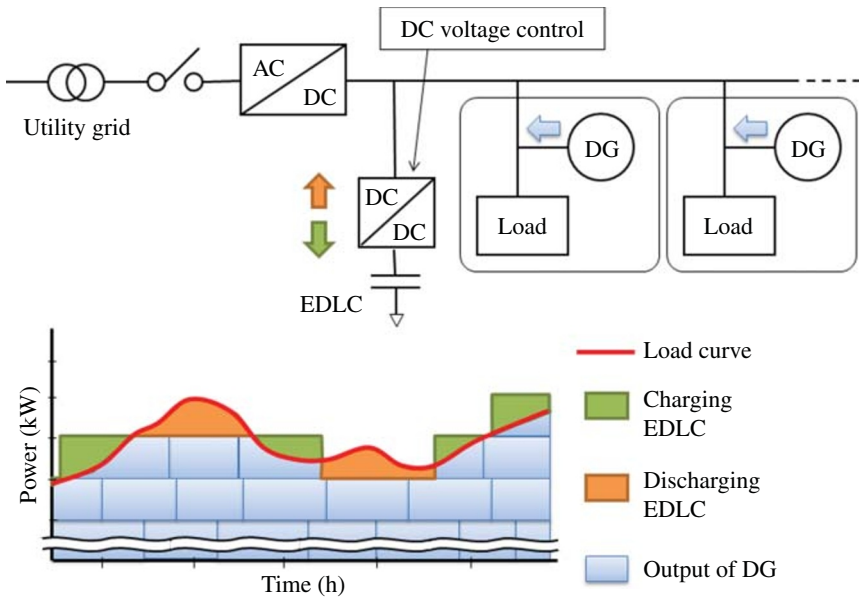 DC voltage control
AC
DC
Utility grid
DC
DC
EDLC
DG
Load
DG
Load
Power (kW)
Time (h)
Load curve
Charging
EDLC
Discharging
EDLC
Output of DG